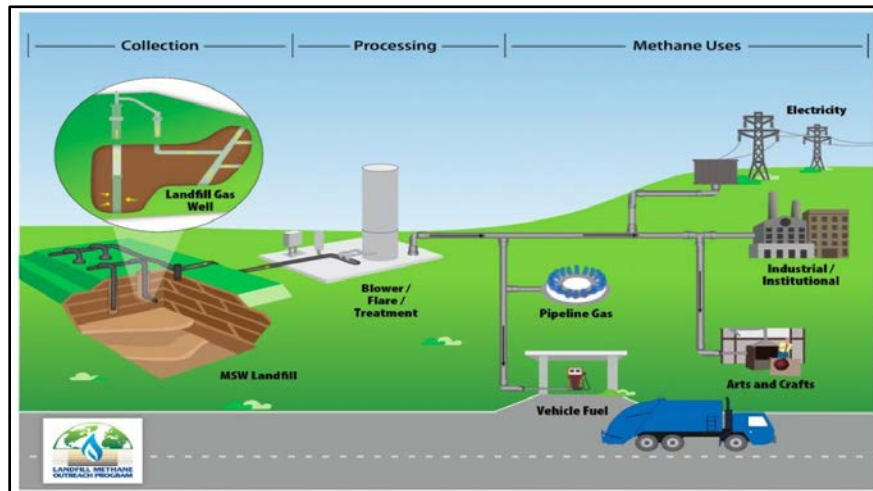 Collection
Processing
Methane Uses
Electricity
Landfill Gas
Well
Industrial /
Institutional
Blower /
Flare /
Treatment
Pipeline Gas
MSW Landfill
Arts and Crafts
Vehicle Fuel
LANDFILL METHANE
OUTREACH PROGRAM